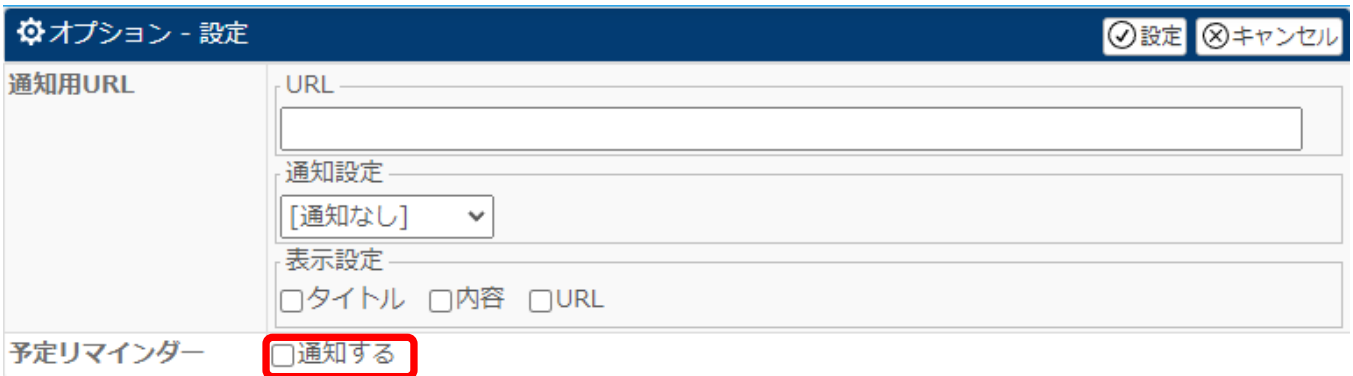 オプション - 設定 設定 キャンセル
通知用URL URL
通知設定
[通知なし]
表示設定
タイトル 内容 URL
予定リマインダー 通知する